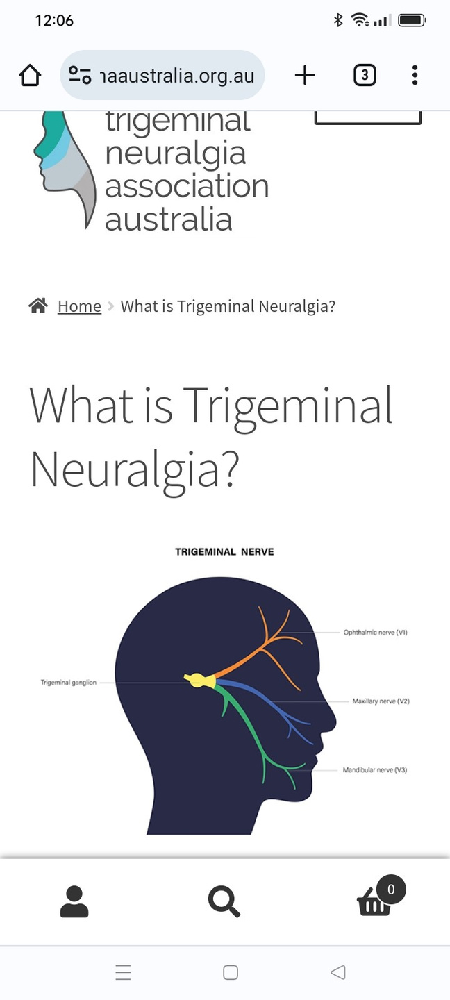 12:06
naaustralia.org.au
3
trigeminal
neuralgia
association
australia
Home What is Trigeminal Neuralgia?
What is Trigeminal
Neuralgia?
TRIGEMINAL NERVE
Ophthalmic nerve (V1)
Trigeminal ganglion
Maxillary nerve (V2)
Mandibular nerve (V3)
0